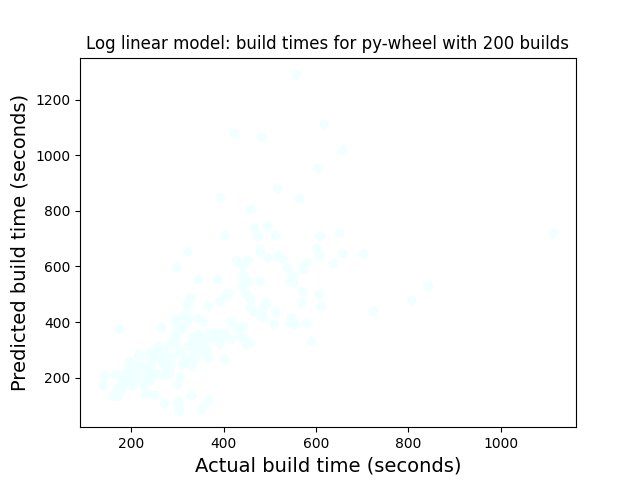 Log linear model: build times for py-wheel with 200 builds
Predicted build time (seconds)
1200
1000
800
600
400
200
200 400 600 800 1000
Actual build time (seconds)